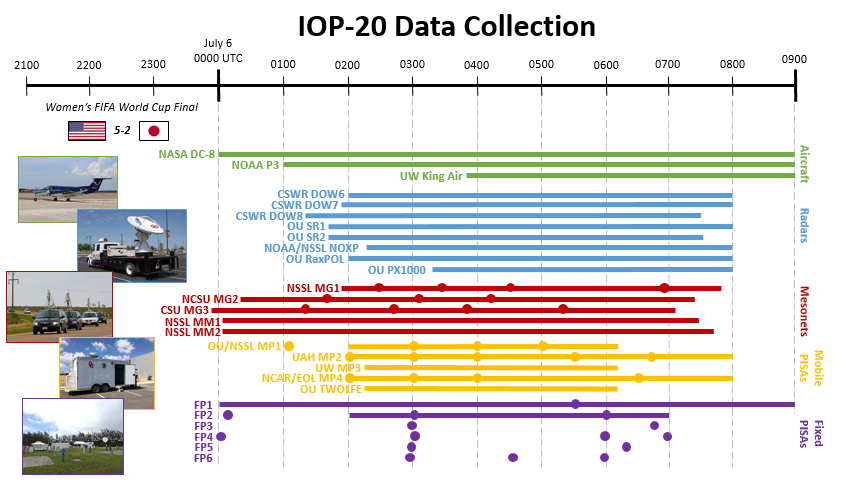 IOP-20 Data Collection
July 6
0000 UTC
2100 2200 2300 0100 0200 0300 0400 0500 0600 0700 0800 0900
Women's FIFA World Cup Final
5-2
NASA DC-8
NOAA P3
UW King Air
Aircraft
CSWR DOW6
CSWR DOW7
CSWR DOW8
OU SR1
OU SR2
NOAA/NSSL NOXP
OU RaxPOL
OU PX1000
Radars
NSSL MG1
NCSU MG2
CSU MG3
NSSL MM1
NSSL MM2
Mesonets
OU/NSSL MP1
UAH MP2
UW MP3
NCAR/EOL MP4
OU TWOLFE
Mobile
PISAs
FP1
FP2
FP3
FP4
FP5
FP6
Fixed
PISAs